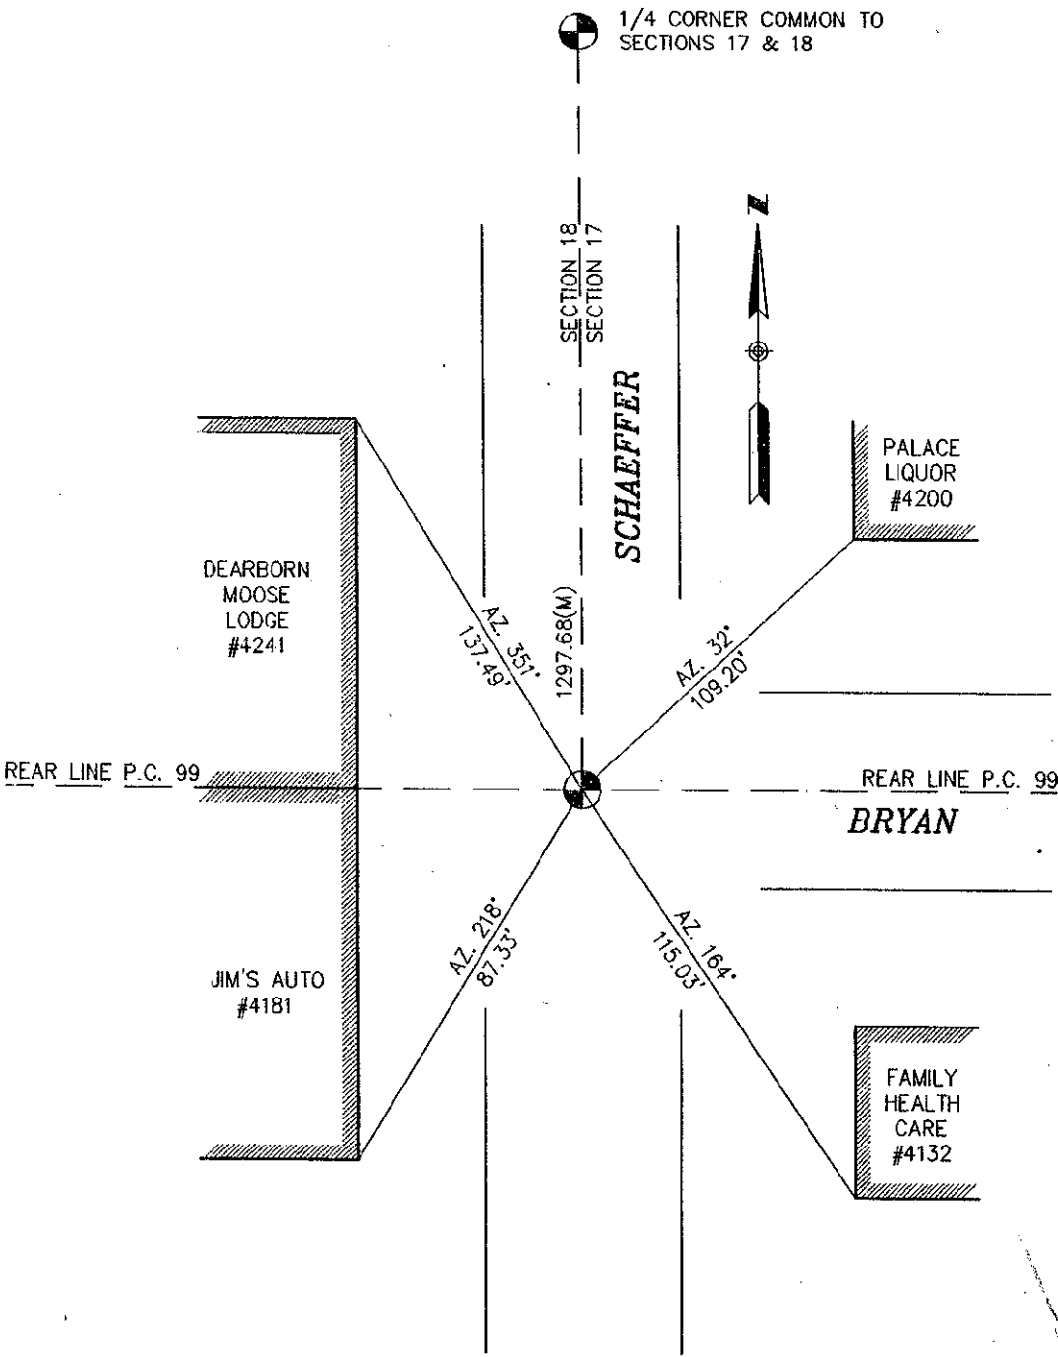 1/4 CORNER COMMON TO
SECTIONS 17 & 18
N
SECTION 18
SECTION 17
SCHAEFFER
PALACE
LIQUOR
#4200
DEARBORN
MOOSE
LODGE
#4241
AZ. 351°
137.49'
1297.68(M)
AZ. 32°
109.20'
REAR LINE P.C. 99
REAR LINE P.C. 99
BRYAN
AZ. 218°
87.33'
AZ. 164°
115.03'
JIM'S AUTO
#4181
FAMILY
HEALTH
CARE
#4132